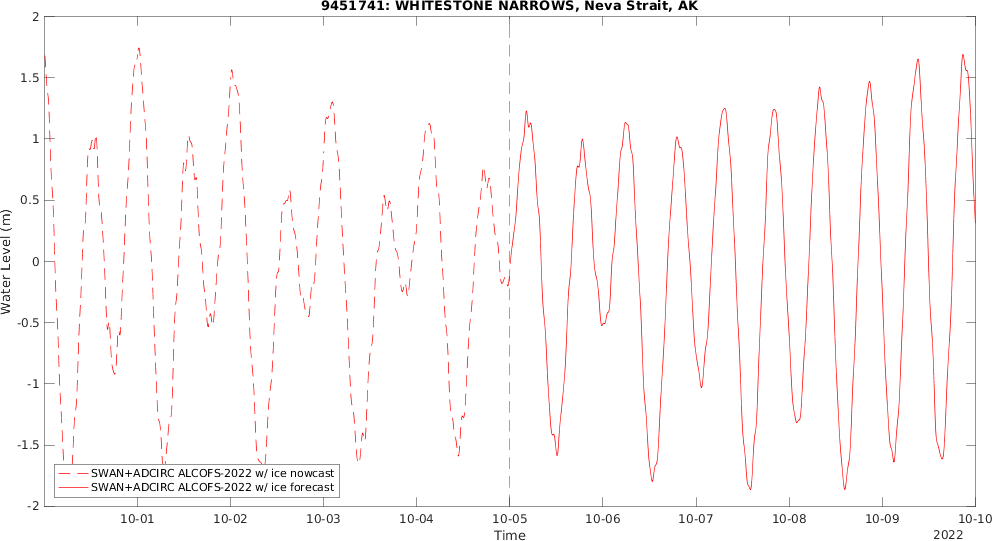 9451741: WHITESTONE NARROWS, Neva Strait, AK
Water Level (m)
2
1.5
1
0.5
0
-0.5
-1
-1.5
-2
SWAN+ADCIRC ALCOFS-2022 w/ ice nowcast
SWAN+ADCIRC ALCOFS-2022 w/ ice forecast
10-01 10-02 10-03 10-04 10-05 10-06 10-07 10-08 10-09 10-10
Time
2022